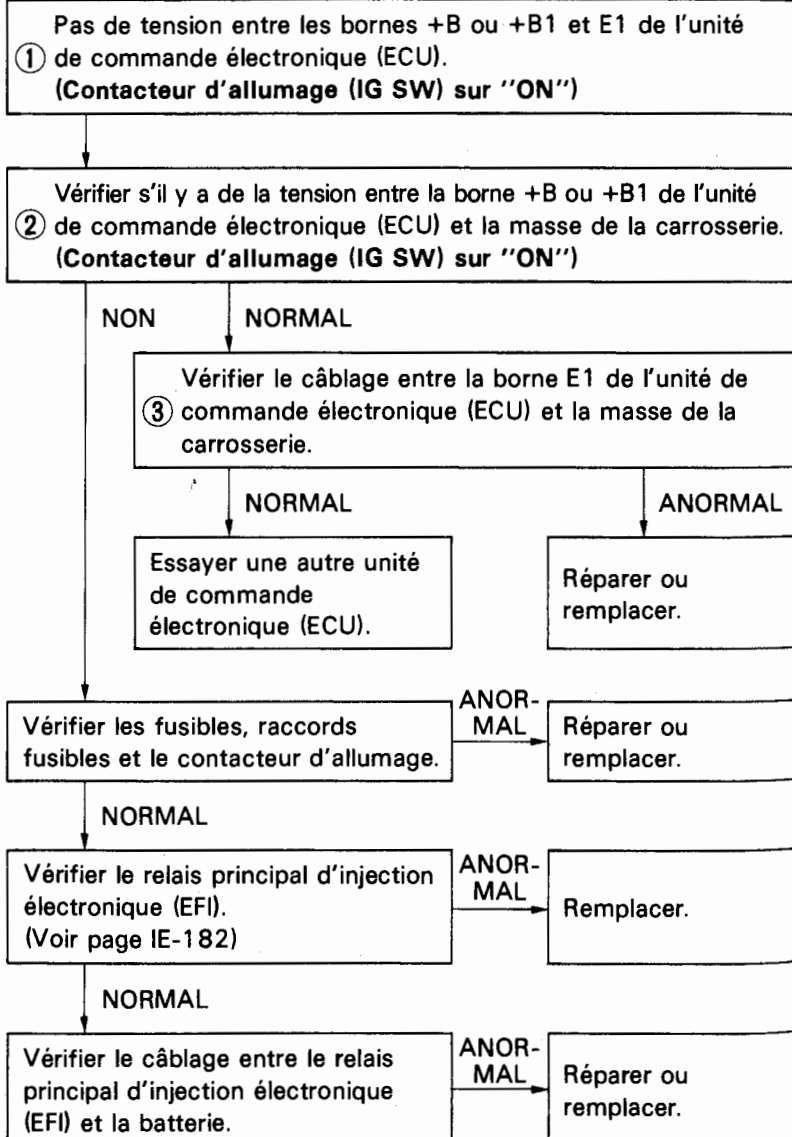 Pas de tension entre les bornes +B ou +B1 et E1 de l'unité
① de commande électronique (ECU).
(Contacteur d'allumage (IG SW) sur ''ON'')
Vérifier s'il y a de la tension entre la borne +B ou +B1 de l'unité
② de commande électronique (ECU) et la masse de la carrosserie.
(Contacteur d'allumage (IG SW) sur ''ON'')
NON
NORMAL
Vérifier le câblage entre la borne E1 de l'unité de
③ commande électronique (ECU) et la masse de la
carrosserie.
NORMAL
ANORMAL
Essayer une autre unité
de commande
électronique (ECU).
Réparer ou
remplacer.
Vérifier les fusibles, raccords
fusibles et le contacteur d'allumage.
ANOR-
MAL
Réparer ou
remplacer.
NORMAL
Vérifier le relais principal d'injection
électronique (EFI).
(Voir page IE-182)
ANOR-
MAL
Remplacer.
NORMAL
Vérifier le câblage entre le relais
principal d'injection électronique
(EFI) et la batterie.
ANOR-
MAL
Réparer ou
remplacer.